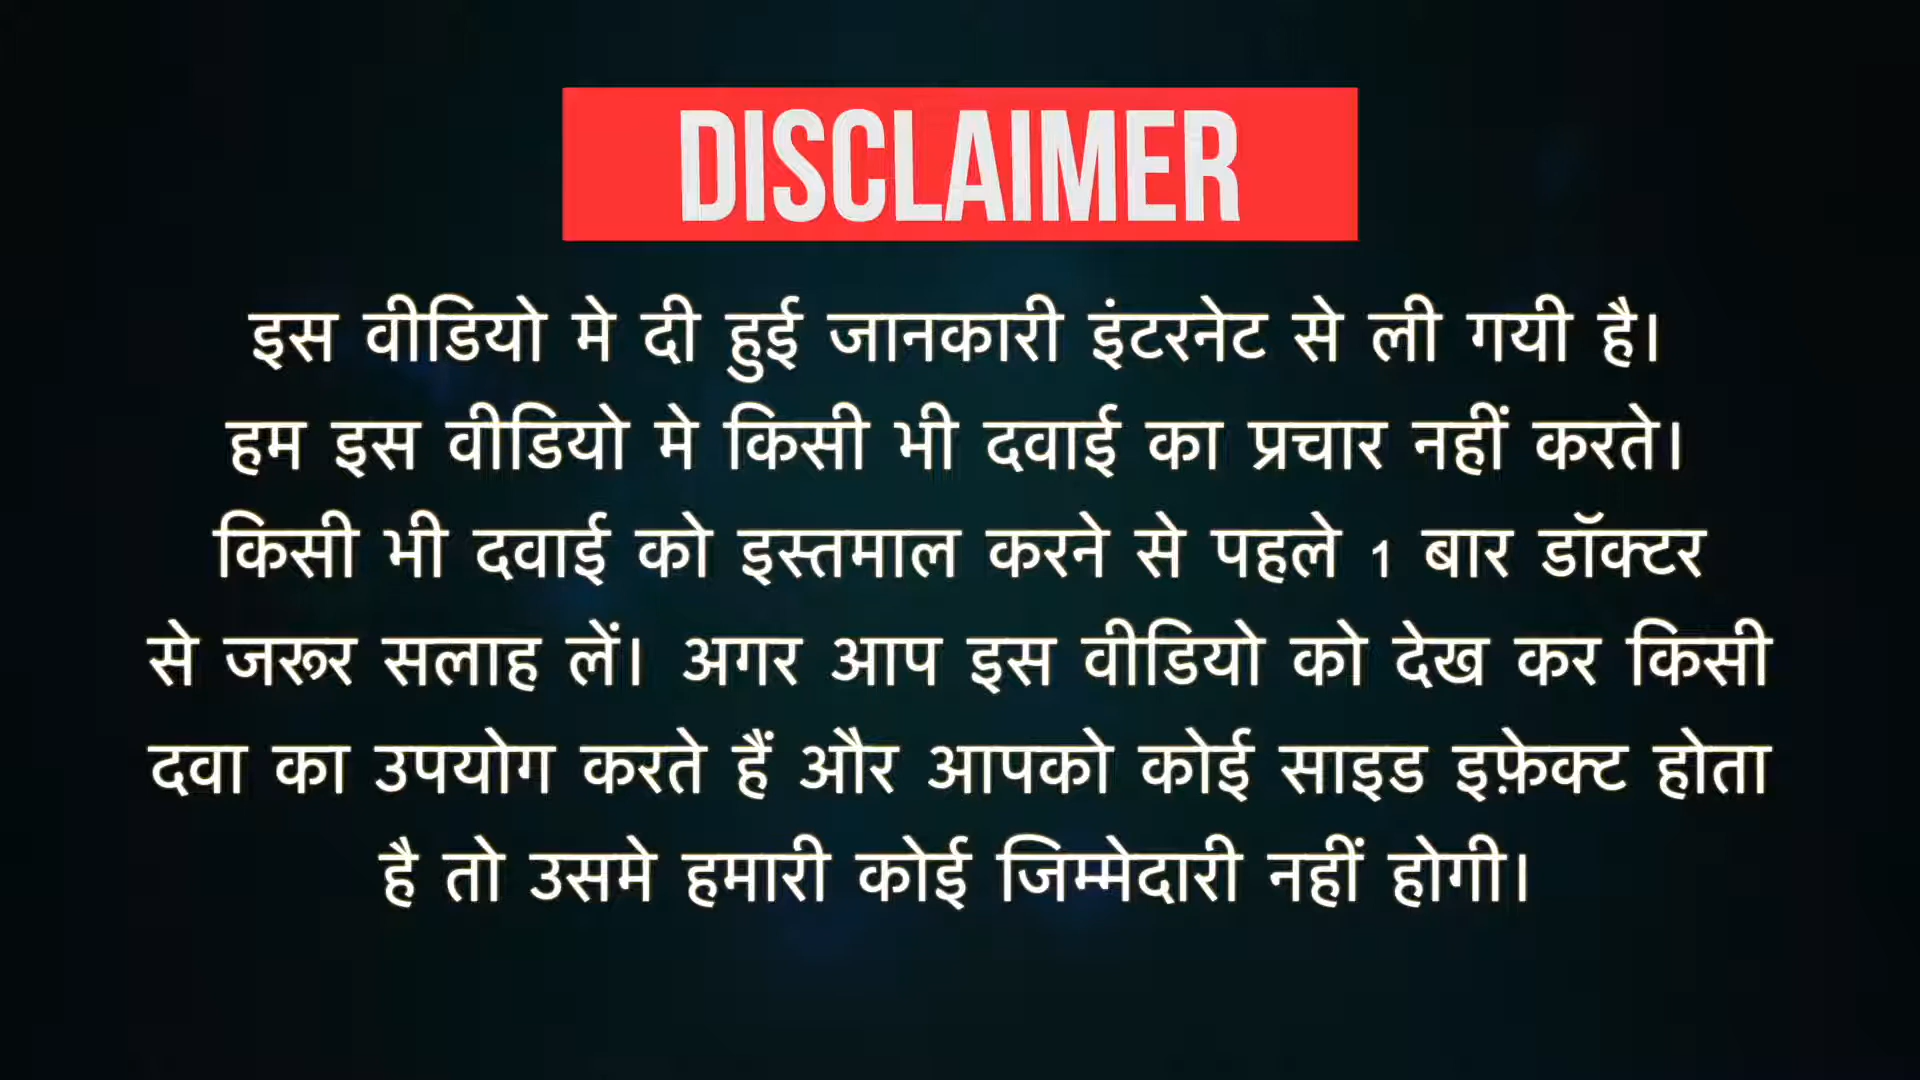 DISCLAIMER
इस वीडियो मे दी हुई जानकारी इंटरनेट से ली गयी है।
हम इस वीडियो मे किसी भी दवाई का प्रचार नहीं करते।
किसी भी दवाई को इस्तमाल करने से पहले 1 बार डॉक्टर
से जरूर सलाह लें। अगर आप इस वीडियो को देख कर किसी
दवा का उपयोग करते हैं और आपको कोई साइड इफ़ेक्ट होता
है तो उसमे हमारी कोई जिम्मेदारी नहीं होगी।